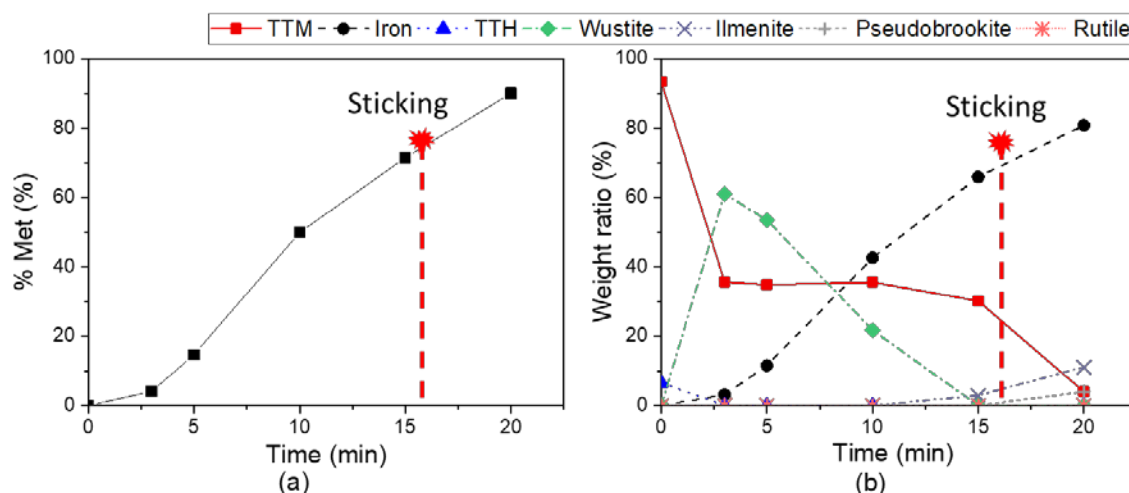 TTM Iron TTH Wustite Ilmenite Pseudobrookite Rutile
100
80
60
40
20
0
% Met (%)
Sticking
0 5 10 15 20
Time (min)
(a)
100
80
60
40
20
0
Weight ratio (%)
Sticking
0 5 10 15 20
Time (min)
(b)